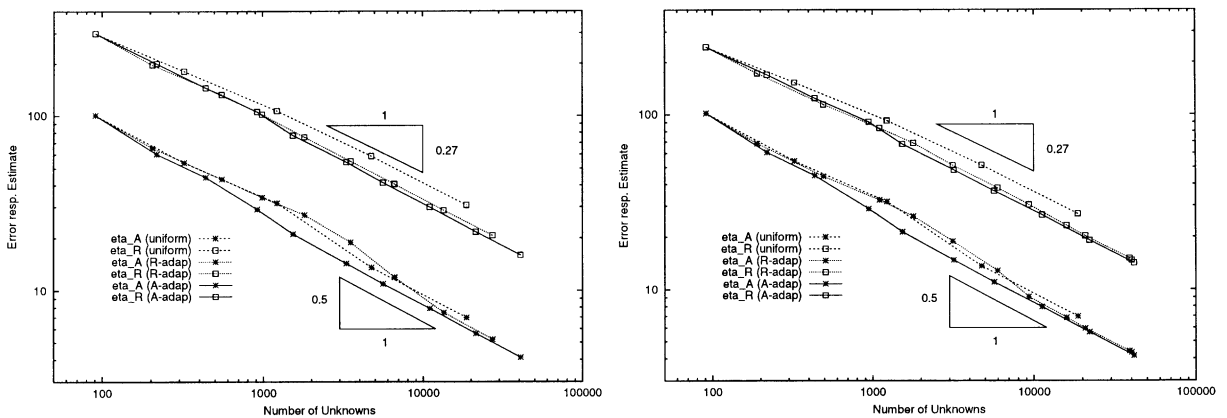 100
10
Error resp. Estimate
1
0.27
eta_A (uniform)
eta_R (uniform)
eta_A (R-adap)
eta_R (R-adap)
eta_A (A-adap)
eta_R (A-adap)
0.5
1
100
1000
10000
100000
Number of Unknowns
100
10
Error resp. Estimate
1
0.27
eta_A (uniform)
eta_R (uniform)
eta_A (R-adap)
eta_R (R-adap)
eta_A (A-adap)
eta_R (A-adap)
0.5
1
100
1000
10000
100000
Number of Unknowns